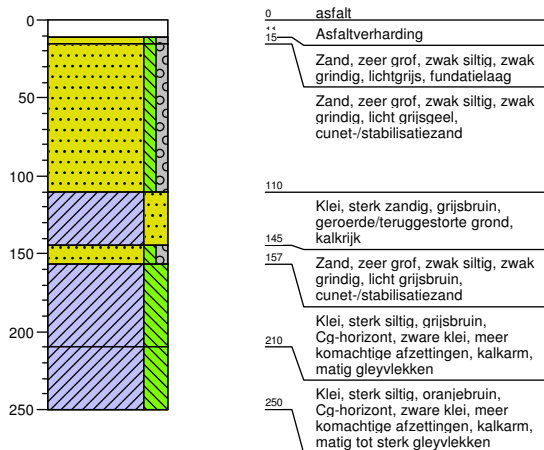 0
50
100
150
200
250
0 asfalt
11
Asfaltverharding
15
Zand, zeer grof, zwak siltig, zwak
grindig, lichtgrijs, fundatielaag
Zand, zeer grof, zwak siltig, zwak
grindig, licht grijsgeel,
cunet-/stabilisatiezand
110
Klei, sterk zandig, grijsbruin,
geroerde/teruggestorte grond,
kalkrijk
145
Zand, zeer grof, zwak siltig, zwak
grindig, licht grijsbruin,
cunet-/stabilisatiezand
157
Klei, sterk siltig, grijsbruin,
Cg-horizont, zware klei, meer
komachtige afzettingen, kalkarm,
matig gleyvlekken
210
Klei, sterk siltig, oranjebruin,
Cg-horizont, zware klei, meer
komachtige afzettingen, kalkarm,
matig tot sterk gleyvlekken
250